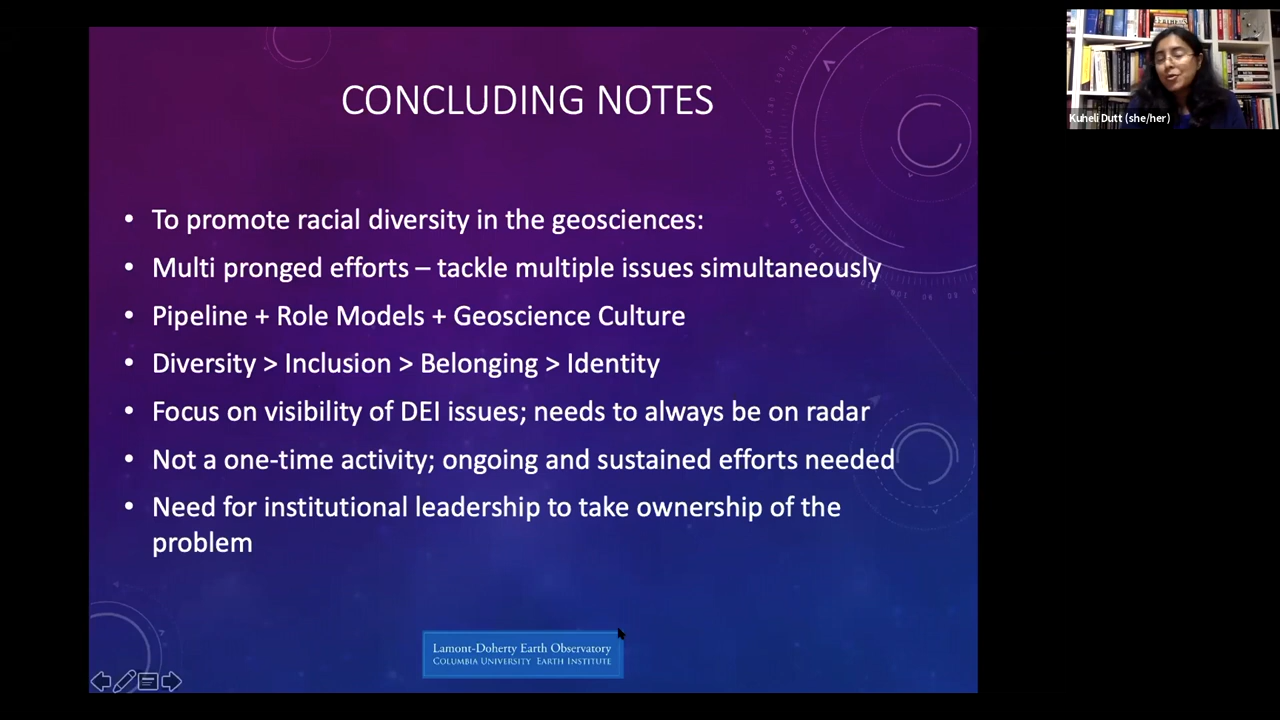 CONCLUDING NOTES
• To promote racial diversity in the geosciences:
• Multi pronged efforts – tackle multiple issues simultaneously
• Pipeline + Role Models + Geoscience Culture
• Diversity > Inclusion > Belonging > Identity
• Focus on visibility of DEI issues; needs to always be on radar
• Not a one-time activity; ongoing and sustained efforts needed
• Need for institutional leadership to take ownership of the
problem
Lamont-Doherty Earth Observatory
COLUMBIA UNIVERSITY EARTH INSTITUTE
Kuheli Dutt (she/her)